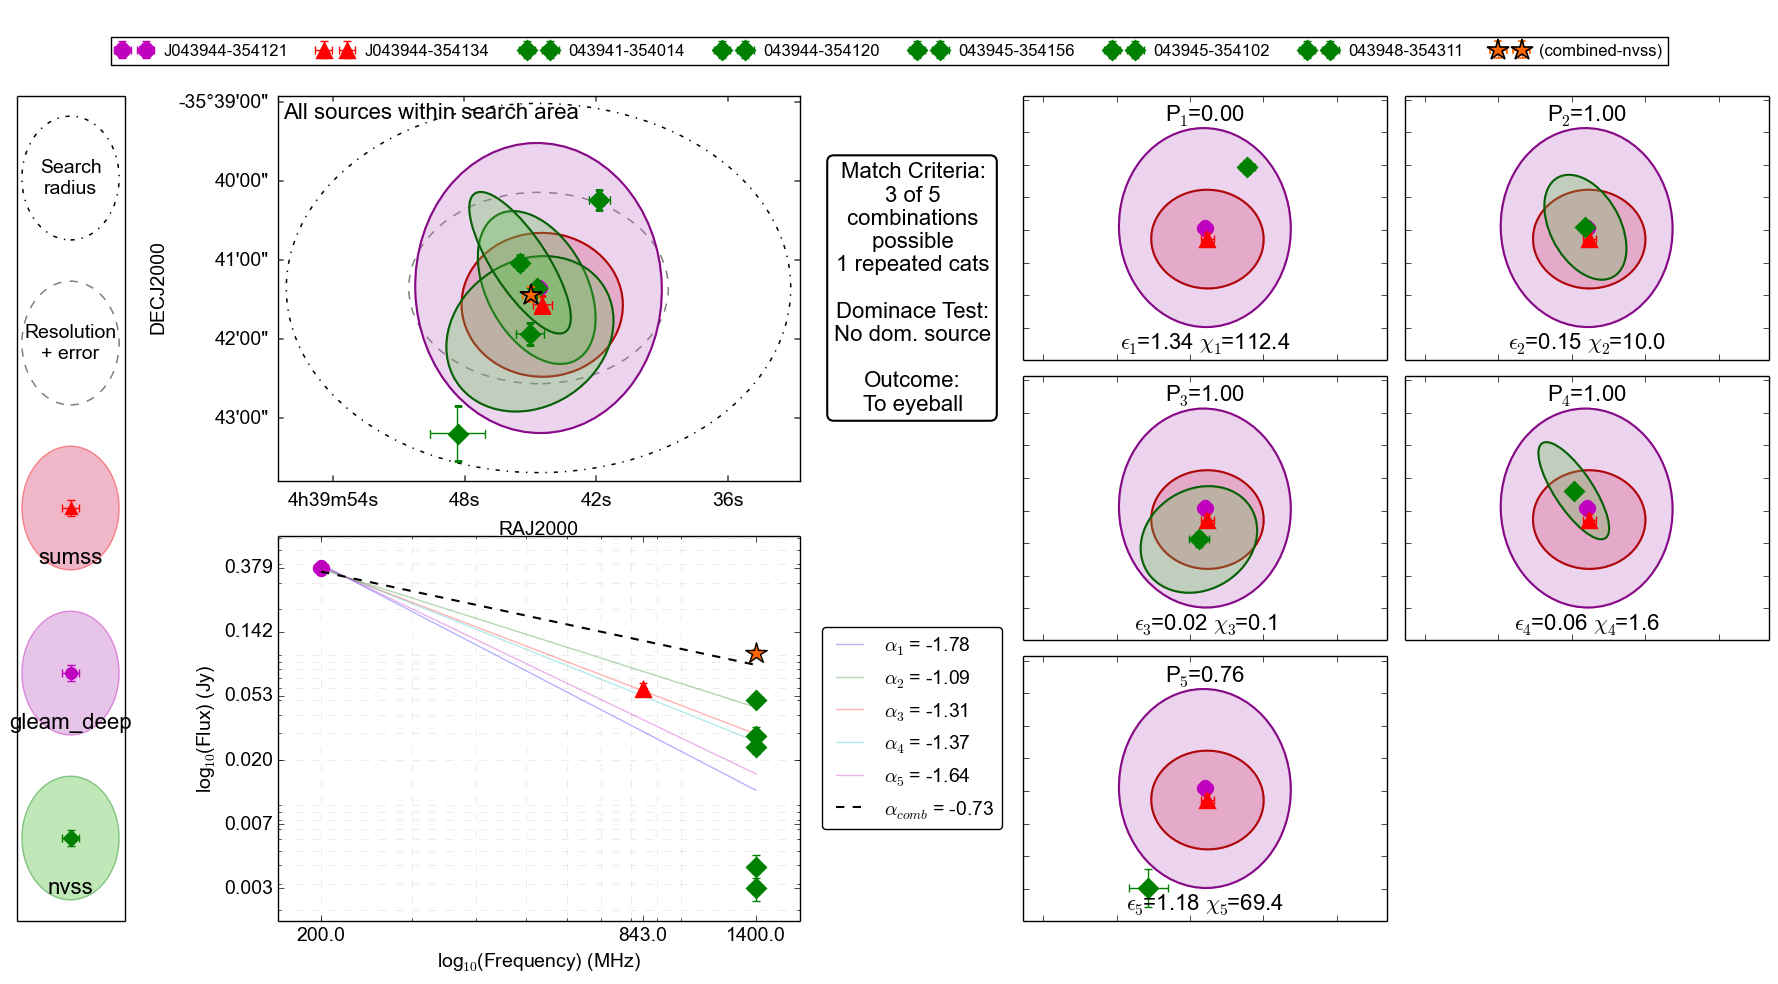 J043944-354121 J043944-354134 043941-354014 043944-354120 043945-354156 043945-354102 043948-354311 (combined-nvss)
Search
radius
Resolution
+ error
sumss
gleam_deep
nvss
All sources within search area
-35°39'00"
40'00"
41'00"
42'00"
43'00"
DECJ2000
4h39m54s 48s 42s 36s
RAJ2000
Match Criteria:
3 of 5
combinations
possible
1 repeated cats
Dominace Test:
No dom. source
Outcome:
To eyeball
P1=0.00
ϵ1=1.34 χ1=112.4
P2=1.00
ϵ2=0.15 χ2=10.0
P3=1.00
ϵ3=0.02 χ3=0.1
P4=1.00
ϵ4=0.06 χ4=1.6
P5=0.76
ϵ5=1.18 χ5=69.4
0.379
0.142
0.053
0.020
0.007
0.003
log10(Flux) (Jy)
200.0 843.0 1400.0
log10(Frequency) (MHz)
α1 = -1.78
α2 = -1.09
α3 = -1.31
α4 = -1.37
α5 = -1.64
αcomb = -0.73